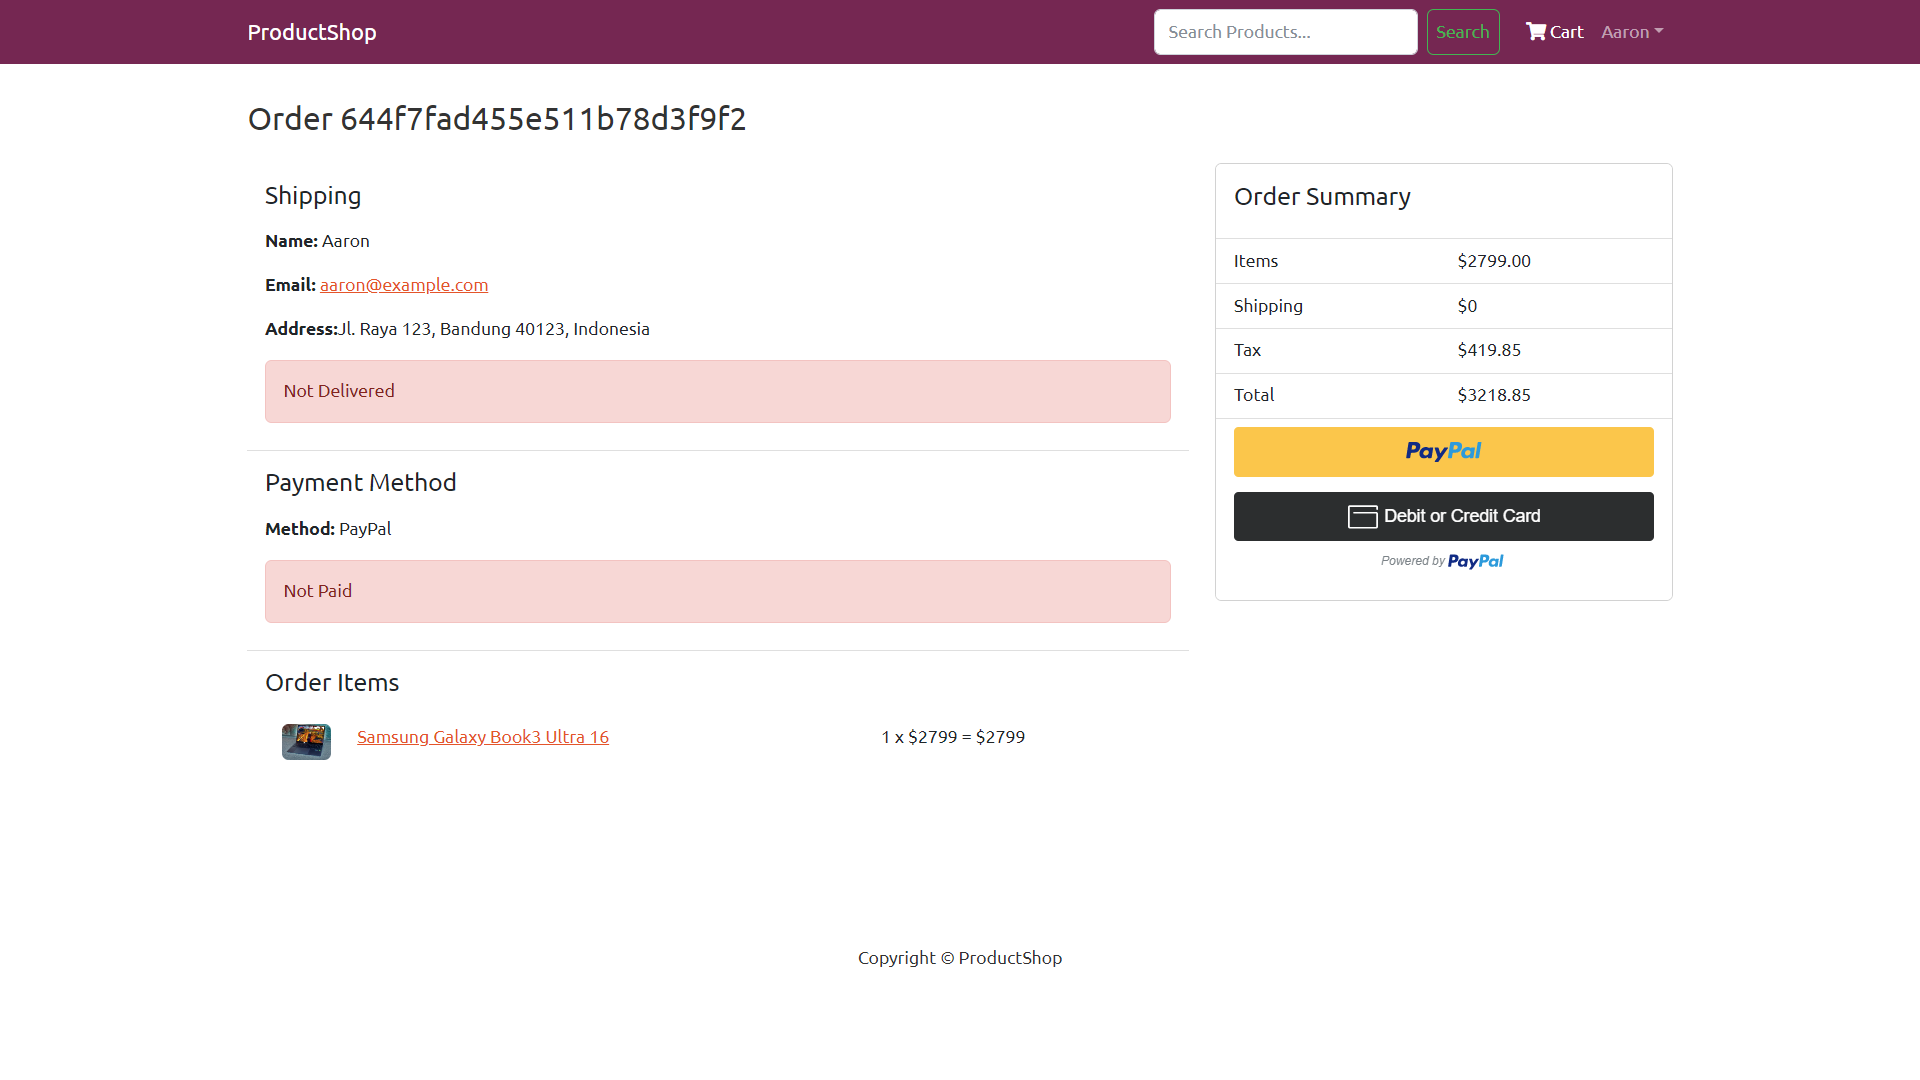 ProductShop
Search Products...
Search
Cart
Aaron
Order 644f7fad455e511b78d3f9f2
Shipping
Name: Aaron
Email: aaron@example.com
Address:Jl. Raya 123, Bandung 40123, Indonesia
Not Delivered
Payment Method
Method: PayPal
Not Paid
Order Items
Samsung Galaxy Book3 Ultra 16
1 x $2799 = $2799
Order Summary
Items $2799.00
Shipping $0
Tax $419.85
Total $3218.85
PayPal
Debit or Credit Card
Powered by PayPal
Copyright © ProductShop